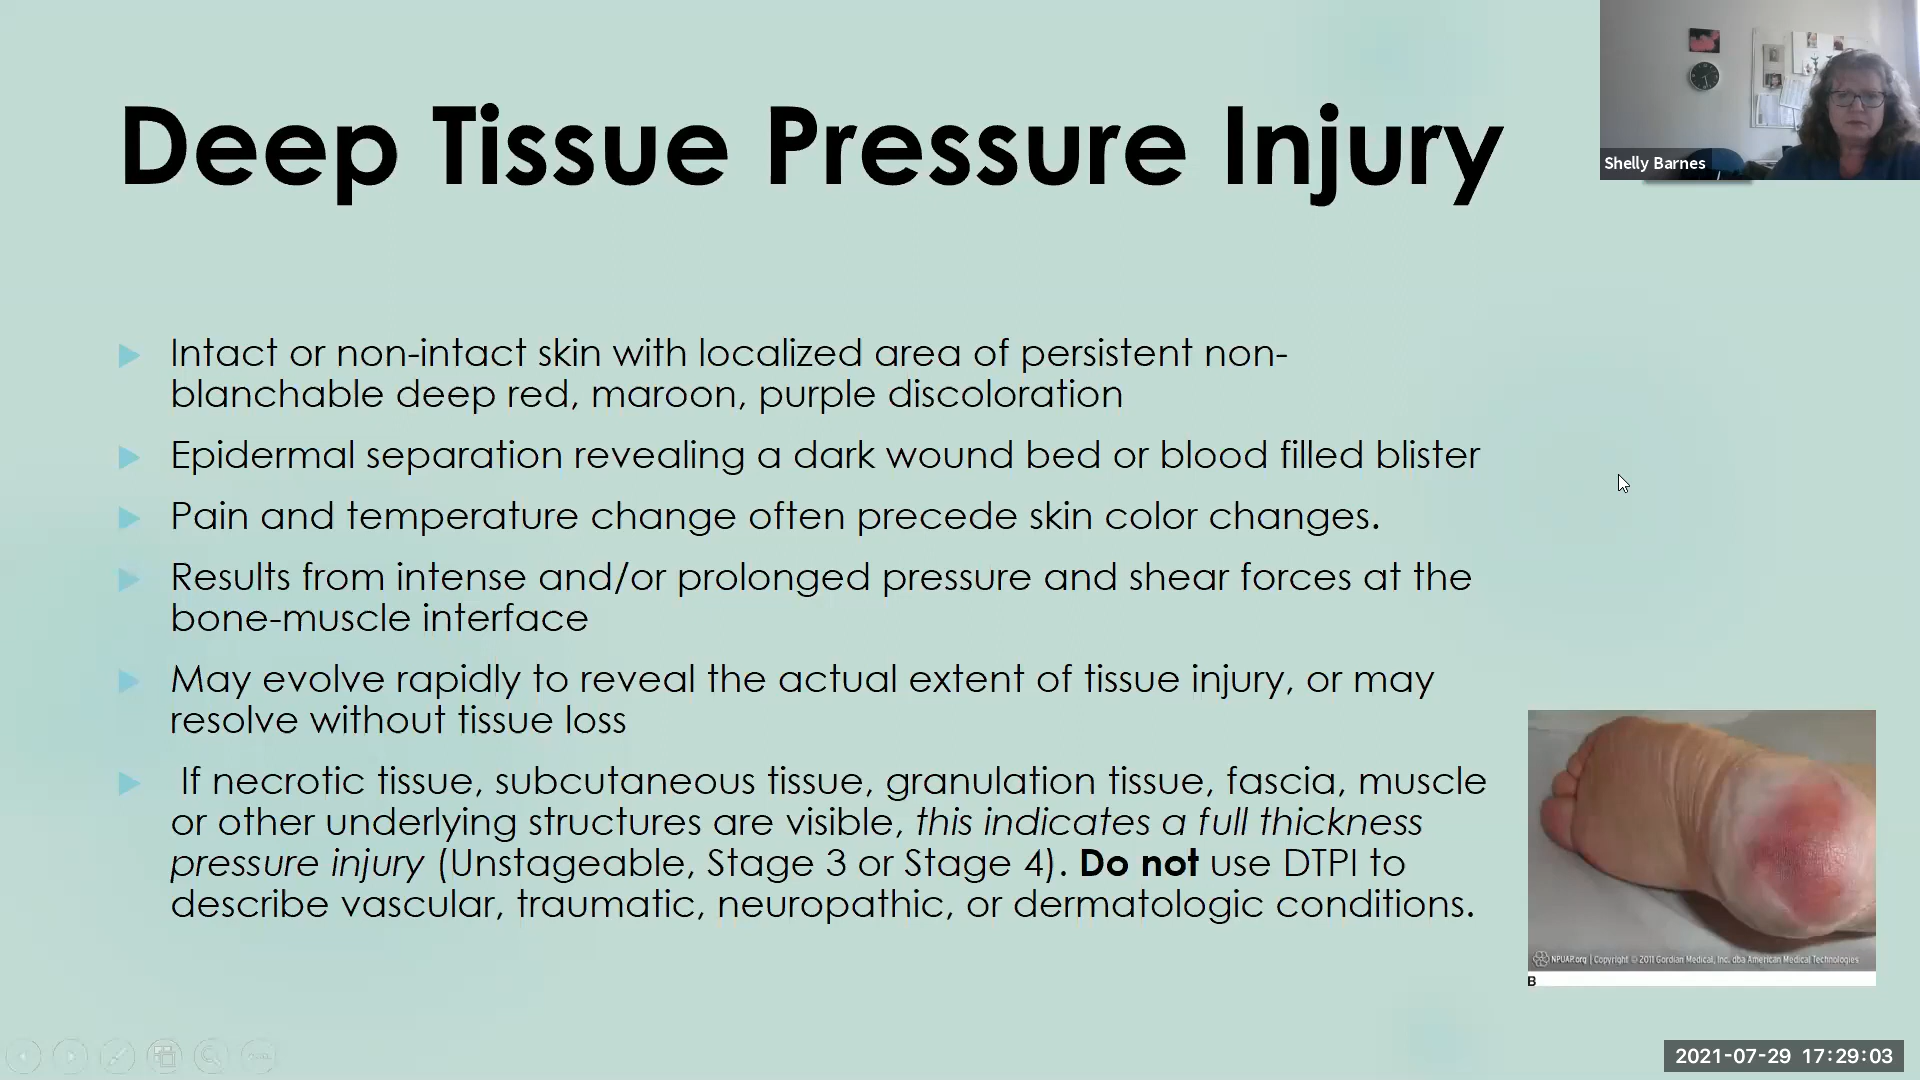 Deep Tissue Pressure Injury
Shelly Barnes
Intact or non-intact skin with localized area of persistent non-
blanchable deep red, maroon, purple discoloration
Epidermal separation revealing a dark wound bed or blood filled blister
Pain and temperature change often precede skin color changes.
Results from intense and/or prolonged pressure and shear forces at the
bone-muscle interface
May evolve rapidly to reveal the actual extent of tissue injury, or may
resolve without tissue loss
If necrotic tissue, subcutaneous tissue, granulation tissue, fascia, muscle
or other underlying structures are visible, this indicates a full thickness
pressure injury (Unstageable, Stage 3 or Stage 4). Do not use DTPI to
describe vascular, traumatic, neuropathic, or dermatologic conditions.
NPUAP.org | Copyright © 2011 Gordian Medical, Inc. dba American Medical Technologies
B
2021-07-29 17:29:03